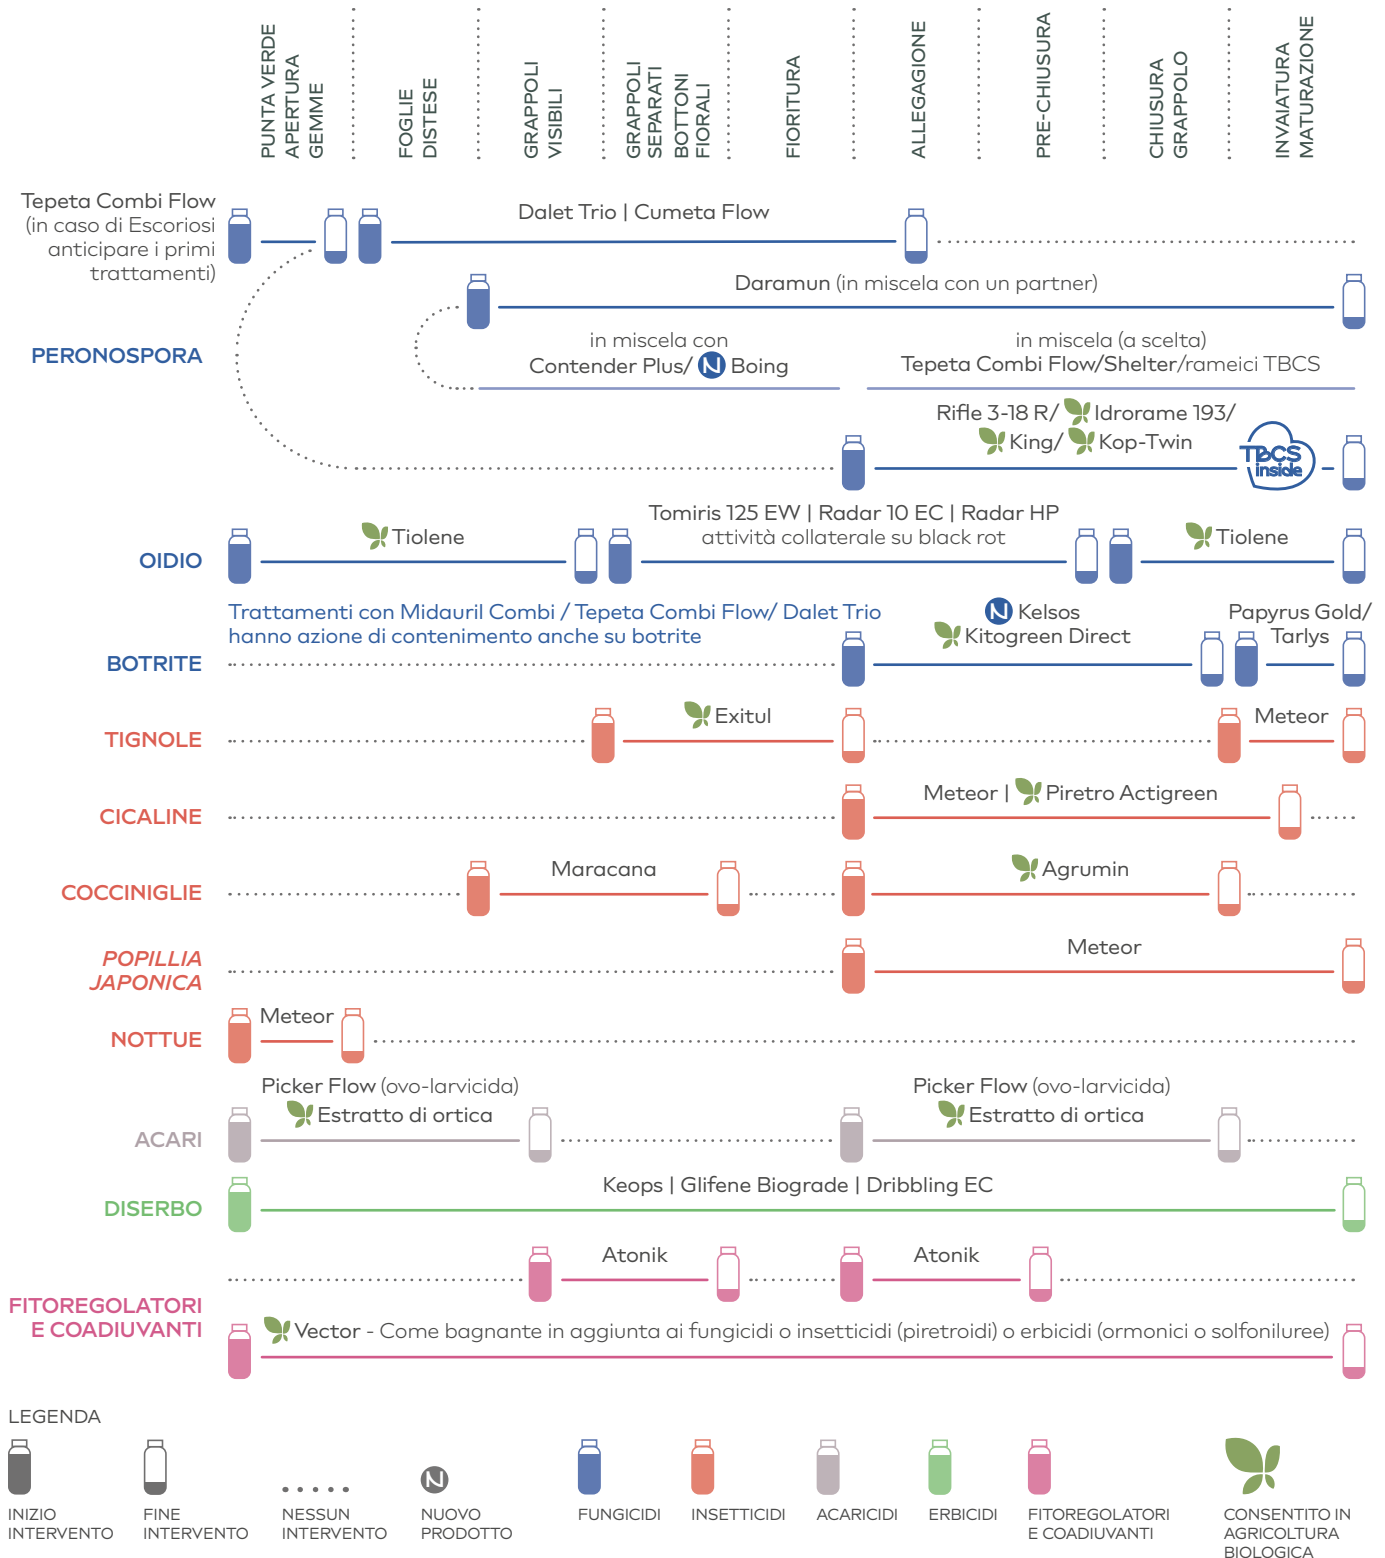 PUNTA VERDE
APERTURA
GEMME
FOGLIE
DISTESE
GRAPPOLI
VISIBILI
GRAPPOLI
SEPARATI
BOTTONI
FIORALI
FIORITURA
ALLEGAGIONE
PRE-CHIUSURA
CHIUSURA
GRAPPOLO
INVAIATURA
MATURAZIONE
Tepeta Combi Flow
(in caso di Escoriosi
anticipare i primi
trattamenti)
Dalet Trio | Cumeta Flow
Daramun (in miscela con un partner)
PERONOSPORA
in miscela con
Contender Plus/ N Boing
in miscela (a scelta)
Tepeta Combi Flow/Shelter/rameici TBCS
Rifle 3-18 R/ Idrorame 193/
King/ Kop-Twin
TBCS
inside
OIDIO
Tiolene
Tomiris 125 EW | Radar 10 EC | Radar HP
attività collaterale su black rot
Tiolene
Trattamenti con Midauril Combi / Tepeta Combi Flow/ Dalet Trio
hanno azione di contenimento anche su botrite
BOTRITE
N Kelsos
Kitogreen Direct
Papyrus Gold/
Tarlys
TIGNOLE
Exitul
Meteor
CICALINE
Meteor | Piretro Actigreen
COCCINIGLIE
Maracana
Agrumin
POPILLIA
JAPONICA
Meteor
NOTTUE
Meteor
ACARI
Picker Flow (ovo-larvicida)
Estratto di ortica
Picker Flow (ovo-larvicida)
Estratto di ortica
DISERBO
Keops | Glifene Biograde | Dribbling EC
FITOREGOLATORI
E COADIUVANTI
Atonik
Atonik
Vector - Come bagnante in aggiunta ai fungicidi o insetticidi (piretroidi) o erbicidi (ormonici o solfoniluree)
LEGENDA
INIZIO
INTERVENTO
FINE
INTERVENTO
NESSUN
INTERVENTO
N
NUOVO
PRODOTTO
FUNGICIDI
INSETTICIDI
ACARICIDI
ERBICIDI
FITOREGOLATORI
E COADIUVANTI
CONSENTITO IN
AGRICOLTURA
BIOLOGICA